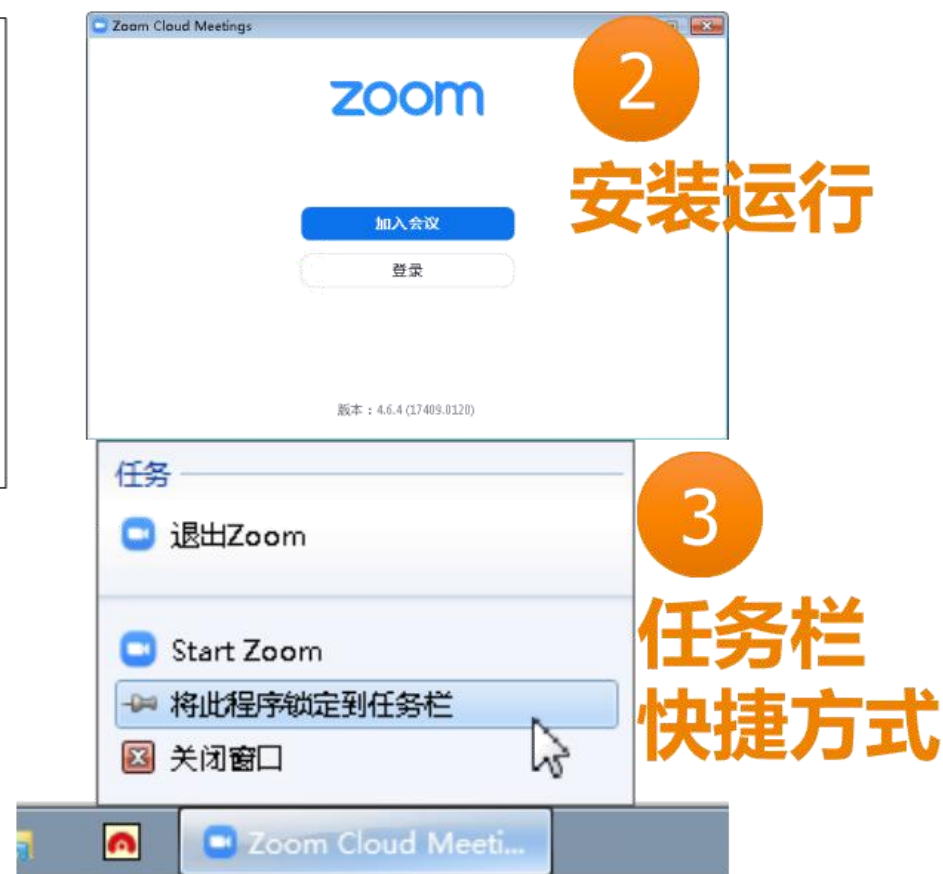 Zoom Cloud Meetings
zoom
2
安装运行
加入会议
登录
版本：4.6.4 (17409.0120)
任务
退出Zoom
3
任务栏
快捷方式
Start Zoom
将此程序锁定到任务栏
关闭窗口
Zoom Cloud Meeti...